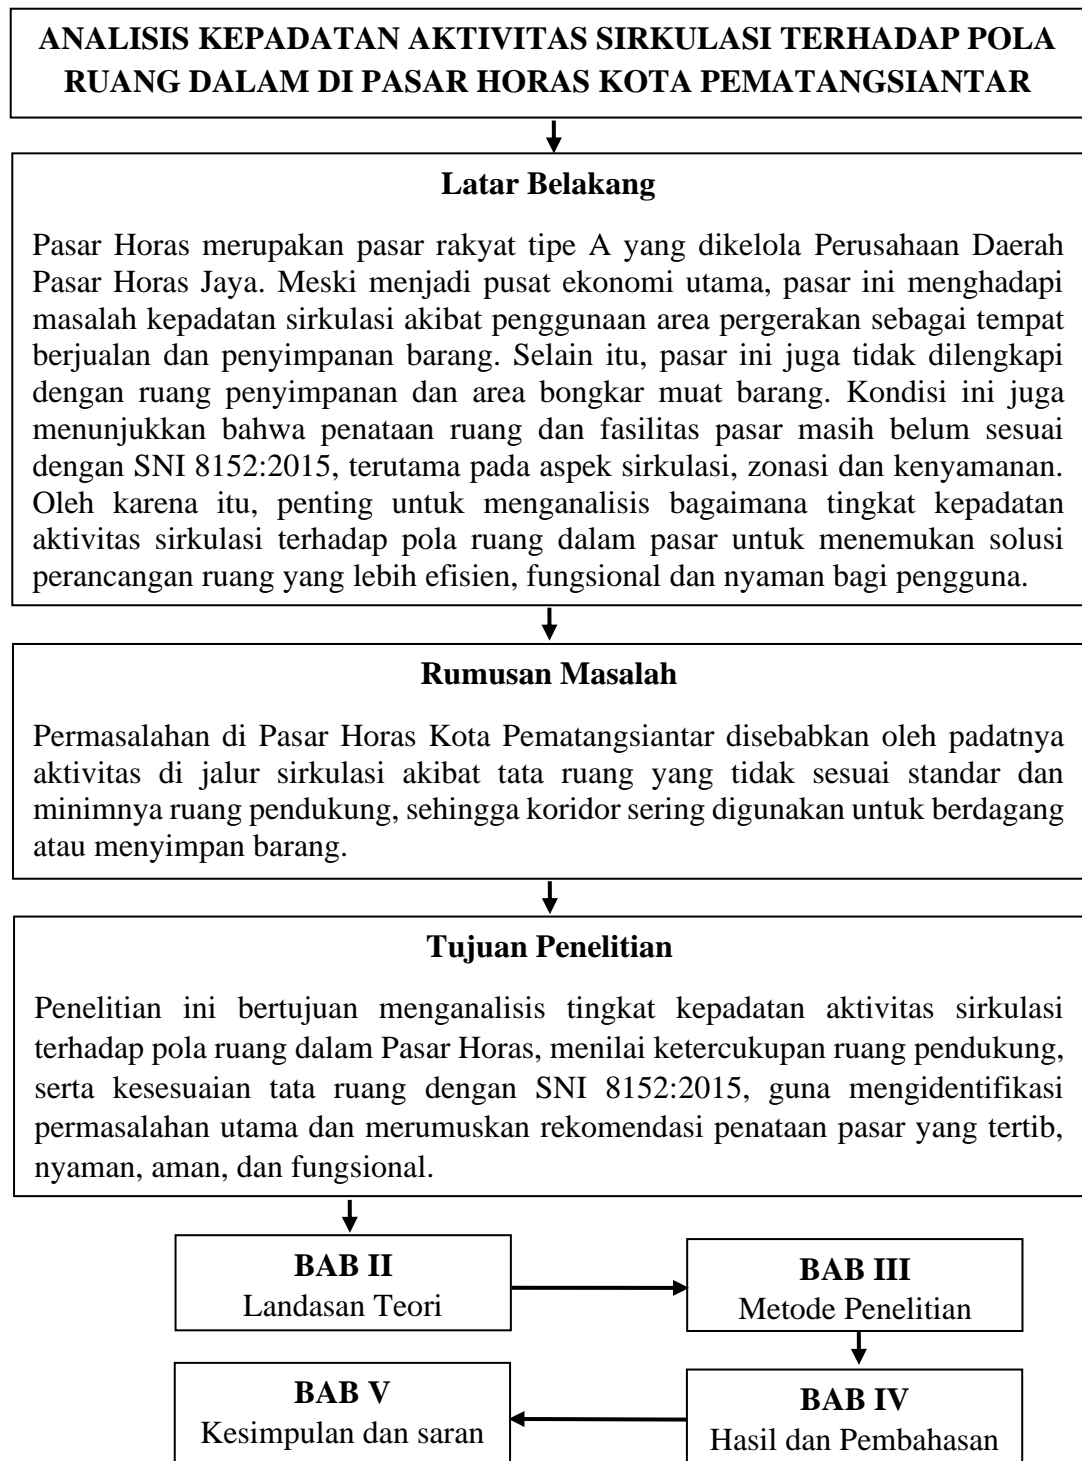 ANALISIS KEPADATAN AKTIVITAS SIRKULASI TERHADAP POLA
RUANG DALAM DI PASAR HORAS KOTA PEMATANGSIANTAR
Latar Belakang
Pasar Horas merupakan pasar rakyat tipe A yang dikelola Perusahaan Daerah
Pasar Horas Jaya. Meski menjadi pusat ekonomi utama, pasar ini menghadapi
masalah kepadatan sirkulasi akibat penggunaan area pergerakan sebagai tempat
berjualan dan penyimpanan barang. Selain itu, pasar ini juga tidak dilengkapi
dengan ruang penyimpanan dan area bongkar muat barang. Kondisi ini juga
menunjukkan bahwa penataan ruang dan fasilitas pasar masih belum sesuai
dengan SNI 8152:2015, terutama pada aspek sirkulasi, zonasi dan kenyamanan.
Oleh karena itu, penting untuk menganalisis bagaimana tingkat kepadatan
aktivitas sirkulasi terhadap pola ruang dalam pasar untuk menemukan solusi
perancangan ruang yang lebih efisien, fungsional dan nyaman bagi pengguna.
Rumusan Masalah
Permasalahan di Pasar Horas Kota Pematangsiantar disebabkan oleh padatnya
aktivitas di jalur sirkulasi akibat tata ruang yang tidak sesuai standar dan
minimnya ruang pendukung, sehingga koridor sering digunakan untuk berdagang
atau menyimpan barang.
Tujuan Penelitian
Penelitian ini bertujuan menganalisis tingkat kepadatan aktivitas sirkulasi
terhadap pola ruang dalam Pasar Horas, menilai ketercukupan ruang pendukung,
serta kesesuaian tata ruang dengan SNI 8152:2015, guna mengidentifikasi
permasalahan utama dan merumuskan rekomendasi penataan pasar yang tertib,
nyaman, aman, dan fungsional.
BAB II
Landasan Teori
BAB III
Metode Penelitian
BAB IV
Hasil dan Pembahasan
BAB V
Kesimpulan dan saran